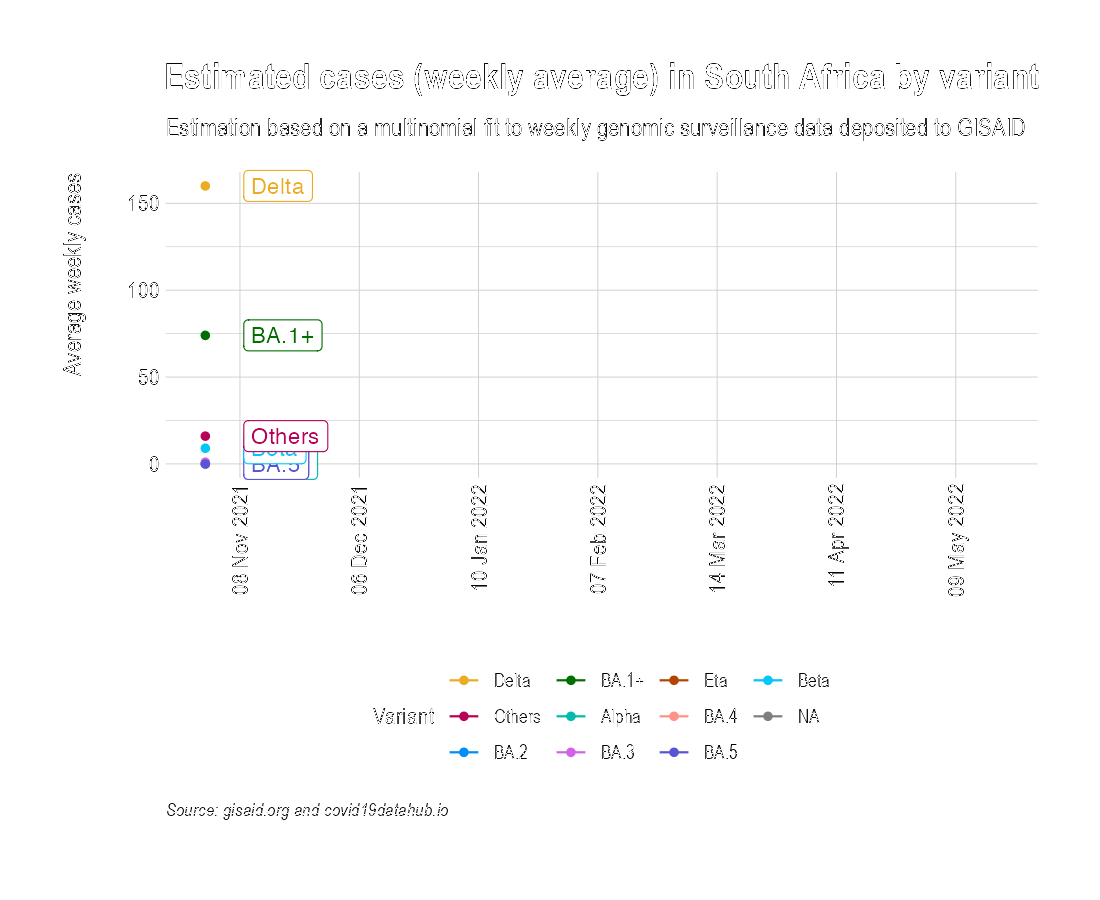 Estimated cases (weekly average) in South Africa by variant
Estimation based on a multinomial fit to weekly genomic surveillance data deposited to GISAID
Average weekly cases
150
100
50
0
Delta
BA.1+
Others
Beta
BA.5
08 Nov 2021
06 Dec 2021
10 Jan 2022
07 Feb 2022
14 Mar 2022
11 Apr 2022
09 May 2022
Variant
Delta
BA.1+
Eta
Beta
Others
Alpha
BA.4
NA
BA.2
BA.3
BA.5
Source: gisaid.org and covid19datahub.io